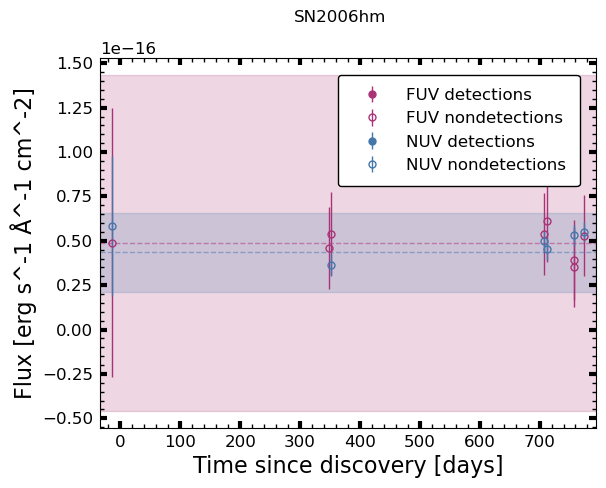 SN2006hm
1e−16
1.50
1.25
1.00
0.75
0.50
0.25
0.00
−0.25
−0.50
Flux [erg s^-1 Å^-1 cm^-2]
FUV detections
FUV nondetections
NUV detections
NUV nondetections
0 100 200 300 400 500 600 700
Time since discovery [days]